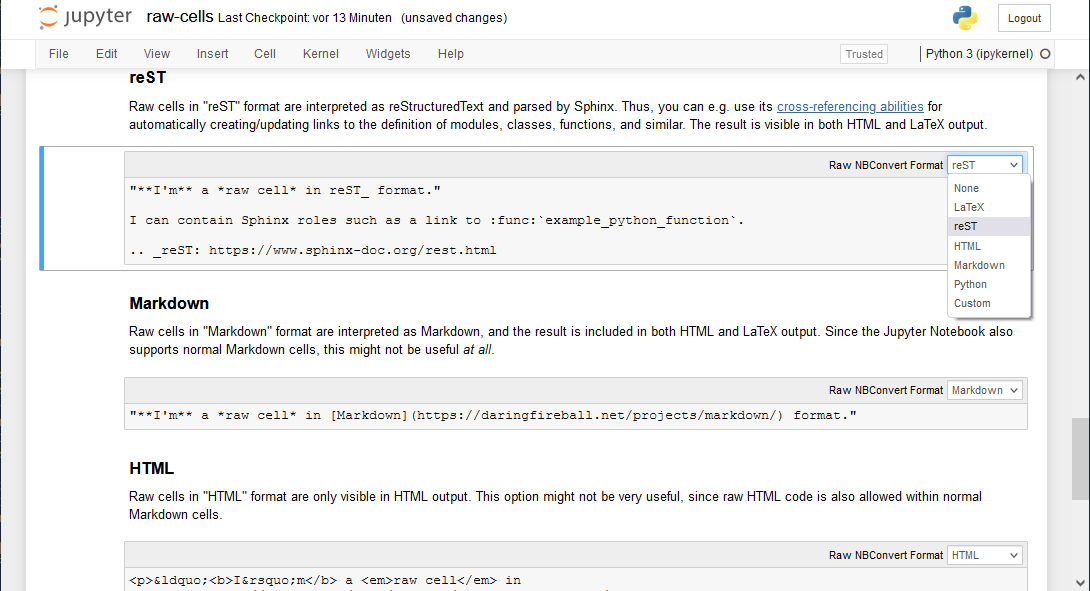 jupyter raw-cells Last Checkpoint: vor 13 Minuten (unsaved changes) Logout
File Edit View Insert Cell Kernel Widgets Help Trusted Python 3 (ipykernel)
reST
Raw cells in "reST" format are interpreted as reStructuredText and parsed by Sphinx. Thus, you can e.g. use its cross-referencing abilities for
automatically creating/updating links to the definition of modules, classes, functions, and similar. The result is visible in both HTML and LaTeX output.
Raw NBConvert Format reST
"**I'm** a *raw cell* in reST_ format."
I can contain Sphinx roles such as a link to :func:`example_python_function`.
.. _reST: https://www.sphinx-doc.org/rest.html
None
LaTeX
reST
HTML
Markdown
Python
Custom
Markdown
Raw cells in "Markdown" format are interpreted as Markdown, and the result is included in both HTML and LaTeX output. Since the Jupyter Notebook also
supports normal Markdown cells, this might not be useful at all.
Raw NBConvert Format Markdown
"**I'm** a *raw cell* in [Markdown](https://daringfireball.net/projects/markdown/) format."
HTML
Raw cells in "HTML" format are only visible in HTML output. This option might not be very useful, since raw HTML code is also allowed within normal
Markdown cells.
Raw NBConvert Format HTML
<p>&ldquo;<b>I&rsquo;m</b> a <em>raw cell</em> in